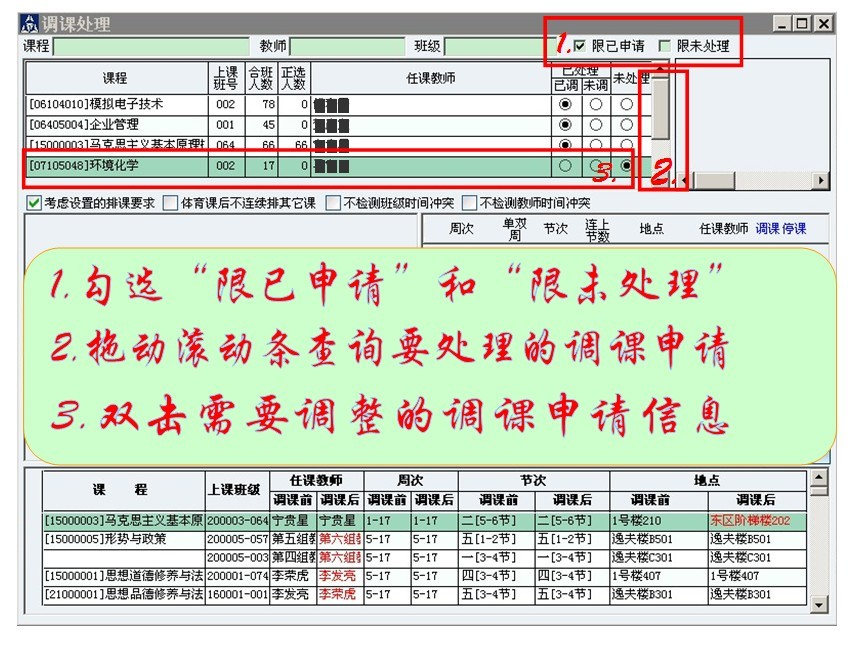 调课处理
课程 教师 班级 1. 限已申请 限未处理
课程 上课班号 合班人数 正选人数 任课教师 已处理 已调 未调 未处理
[06104010]模拟电子技术 002 78 0
[06405004]企业管理 001 45 0
[15000003]马克思主义基本原理 064 66 66
[07105048]环境化学 002 17 0 3. 2.
考虑设置的排课要求 体育课后不连续排其它课 不检测班级时间冲突 不检测教师时间冲突
周次 单双周 节次 连上节数 地点 任课教师 调课 停课
1.勾选“限已申请”和“限未处理”
2.拖动滚动条查询要处理的调课申请
3.双击需要调整的调课申请信息
课 程 上课班级 任课教师 周次 节次 地点
调课前 调课后 调课前 调课后 调课前 调课后 调课前 调课后
[15000003]马克思主义基本原 200003-064 宁贵星 宁贵星 1-17 1-17 二[5-6节] 二[5-6节] 1号楼210 东区阶梯楼202
[15000005]形势与政策 200005-057 第五组 第六组 5-17 5-17 五[1-2节] 五[1-2节] 逸夫楼B501 逸夫楼B501
200005-003 第四组 第六组 5-17 5-17 一[3-4节] 一[3-4节] 逸夫楼C301 逸夫楼C301
[15000001]思想道德修养与法 200001-074 李荣虎 李发亮 5-17 5-17 四[3-4节] 四[3-4节] 1号楼407 1号楼407
[21000001]思想品德修养与法 160001-001 李发亮 李荣虎 5-17 5-17 五[3-4节] 五[3-4节] 逸夫楼B301 逸夫楼B301